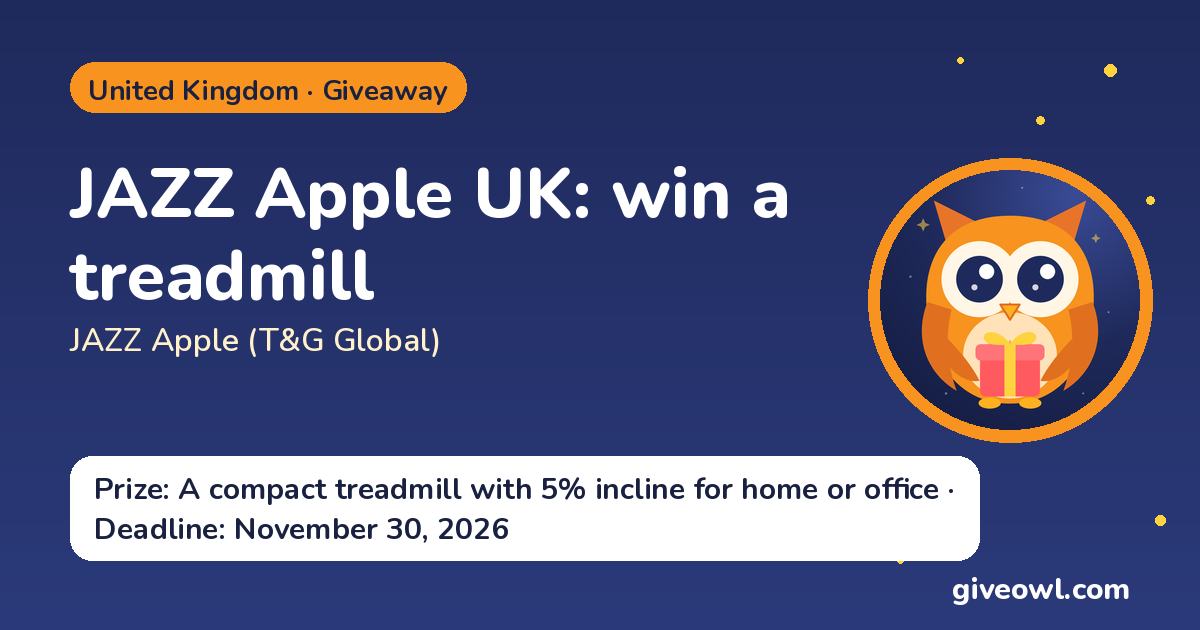 United Kingdom · Giveaway
JAZZ Apple UK: win a
treadmill
JAZZ Apple (T&G Global)
Prize: A compact treadmill with 5% incline for home or office ·
Deadline: November 30, 2026
giveowl.com